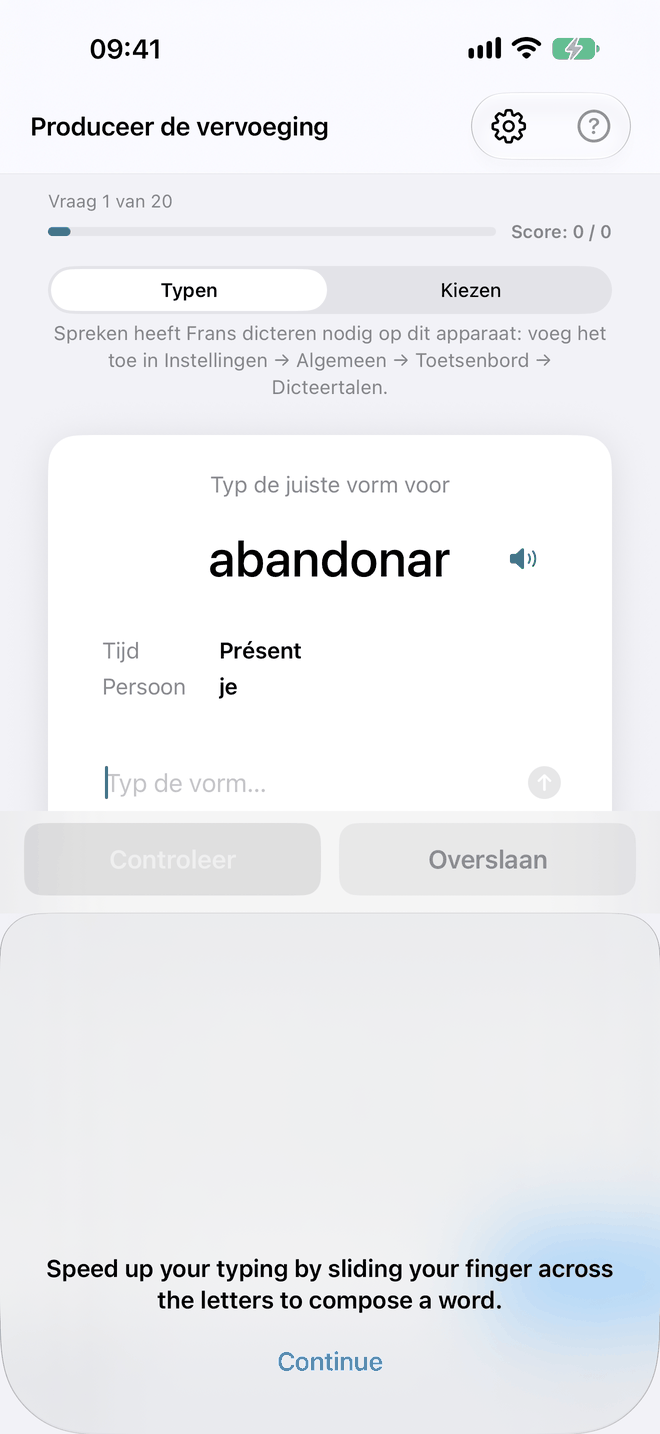 09:41
Produceer de vervoeging
?
Vraag 1 van 20
Score: 0 / 0
Typen
Kiezen
Spreken heeft Frans dicteren nodig op dit apparaat: voeg het
toe in Instellingen → Algemeen → Toetsenbord →
Dicteertalen.
Typ de juiste vorm voor
abandonar
Tijd Présent
Persoon je
Typ de vorm...
Controleer
Overslaan
Speed up your typing by sliding your finger across
the letters to compose a word.
Continue